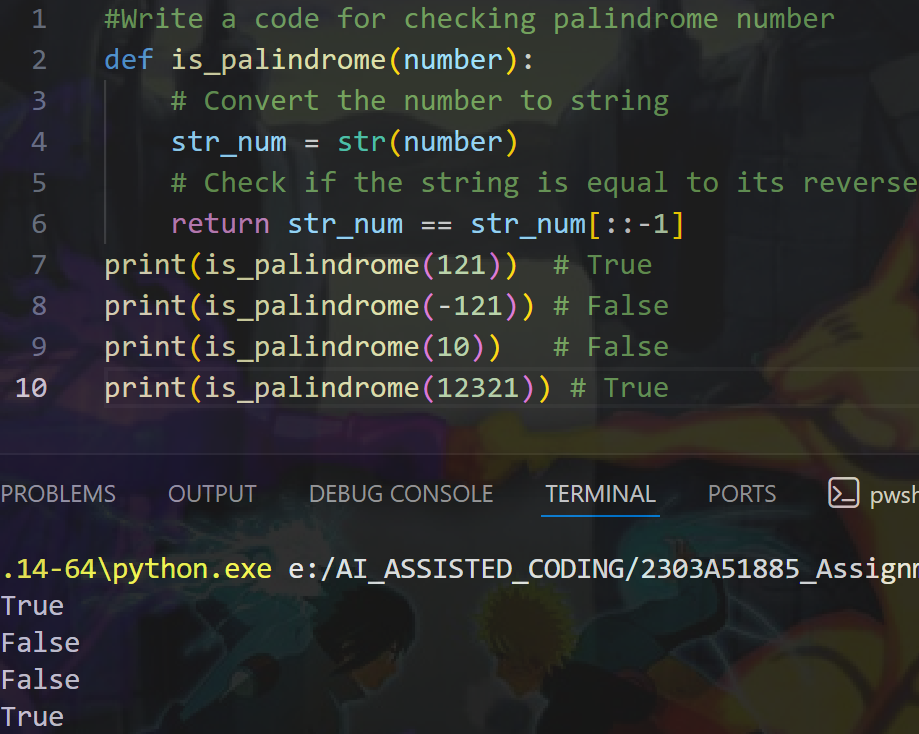 1 #Write a code for checking palindrome number
2 def is_palindrome(number):
3     # Convert the number to string
4     str_num = str(number)
5     # Check if the string is equal to its reverse
6     return str_num == str_num[::-1]
7 print(is_palindrome(121))  # True
8 print(is_palindrome(-121)) # False
9 print(is_palindrome(10))   # False
10 print(is_palindrome(12321)) # True
PROBLEMS OUTPUT DEBUG CONSOLE TERMINAL PORTS pwsh
.14-64\python.exe e:/AI_ASSISTED_CODING/2303A51885_Assign
True
False
False
True